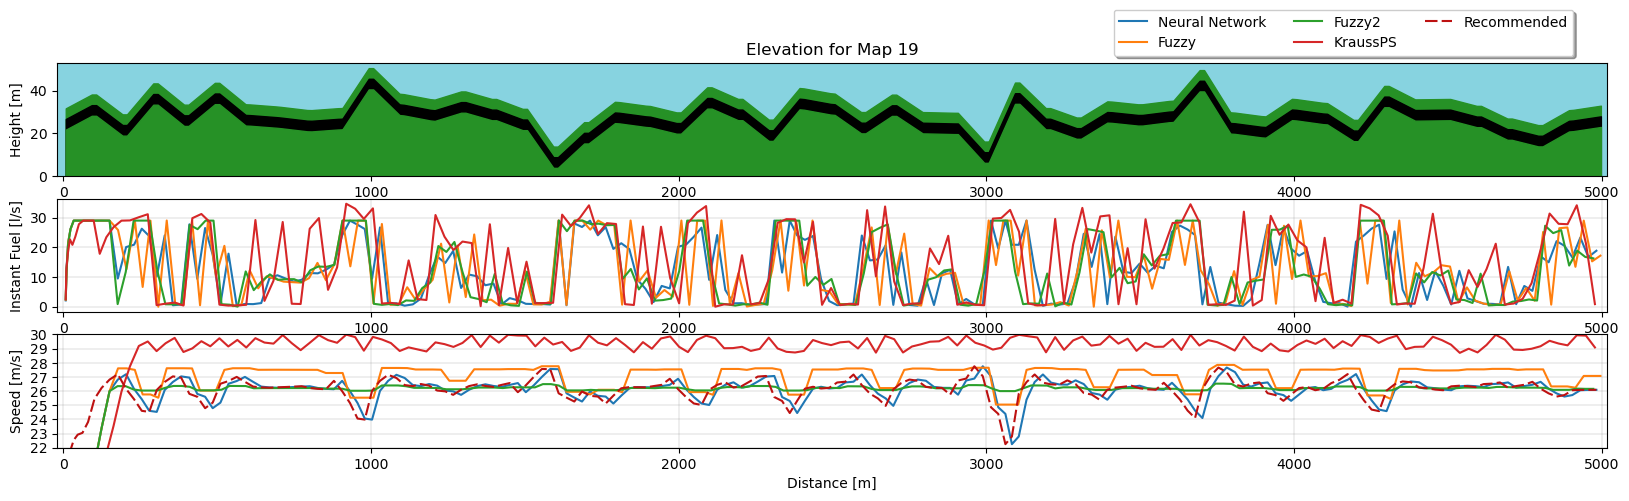 Neural Network
Fuzzy
Fuzzy2
KraussPS
Recommended
Elevation for Map 19
Height [m]
40
20
0
0 1000 2000 3000 4000 5000
Instant Fuel [l/s]
30
20
10
0
0 1000 2000 3000 4000 5000
Speed [m/s]
30
29
28
27
26
25
24
23
22
0 1000 2000 3000 4000 5000
Distance [m]